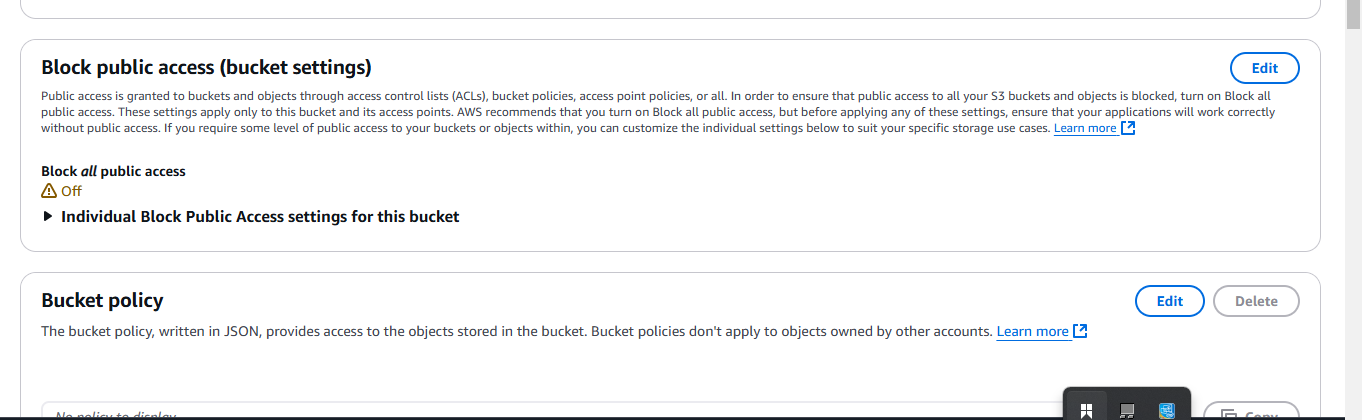 Block public access (bucket settings)
Edit
Public access is granted to buckets and objects through access control lists (ACLs), bucket policies, access point policies, or all. In order to ensure that public access to all your S3 buckets and objects is blocked, turn on Block all
public access. These settings apply only to this bucket and its access points. AWS recommends that you turn on Block all public access, but before applying any of these settings, ensure that your applications will work correctly
without public access. If you require some level of public access to your buckets or objects within, you can customize the individual settings below to suit your specific storage use cases. Learn more
Block all public access
Off
Individual Block Public Access settings for this bucket
Bucket policy
Edit
Delete
The bucket policy, written in JSON, provides access to the objects stored in the bucket. Bucket policies don't apply to objects owned by other accounts. Learn more
No policy to display
Copy